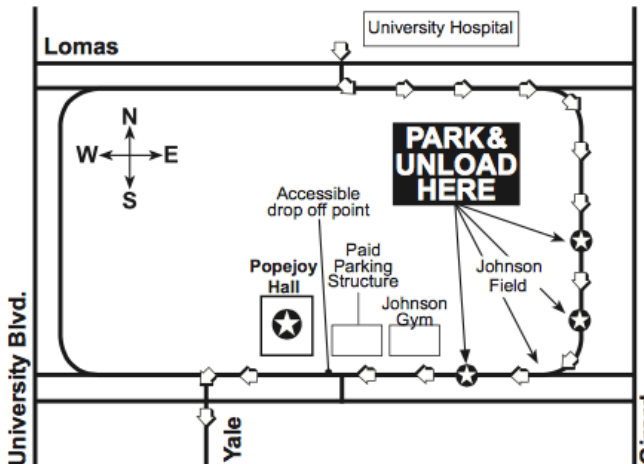 University Hospital
Lomas
N
W E
S
PARK &
UNLOAD
HERE
Accessible
drop off point
Popejoy
Hall
Paid
Parking
Structure
Johnson
Gym
Johnson
Field
University Blvd.
Yale